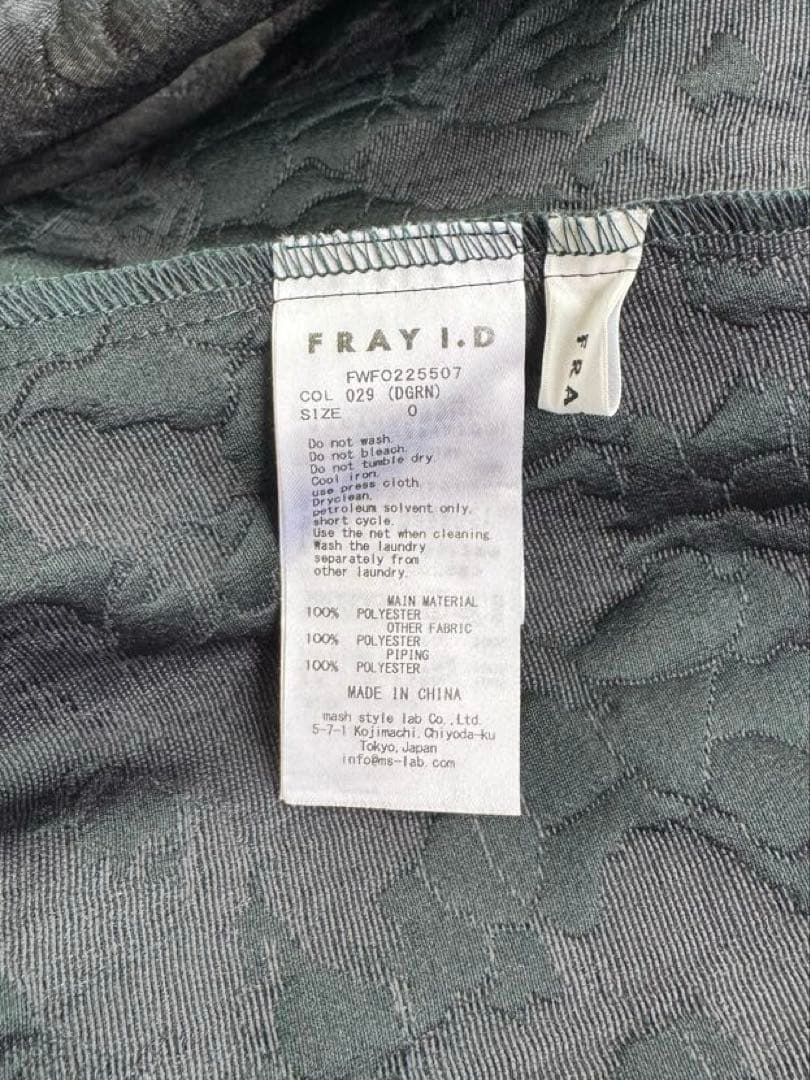 FRAY I.D
FWFO225507
COL 029 (DGRN)
SIZE 0
Do not wash.
Do not bleach.
Do not tumble dry.
Cool iron.
use press cloth.
Dryclean.
petroleum solvent only.
short cycle.
Use the net when cleaning.
Wash the laundry
separately from
other laundry.
MAIN MATERIAL
100% POLYESTER
OTHER FABRIC
100% POLYESTER
PIPING
100% POLYESTER
MADE IN CHINA
mash style lab Co.,Ltd.
5-7-1 Kojimachi,Chiyoda-ku
Tokyo,Japan
info@ms-lab.com
FRA